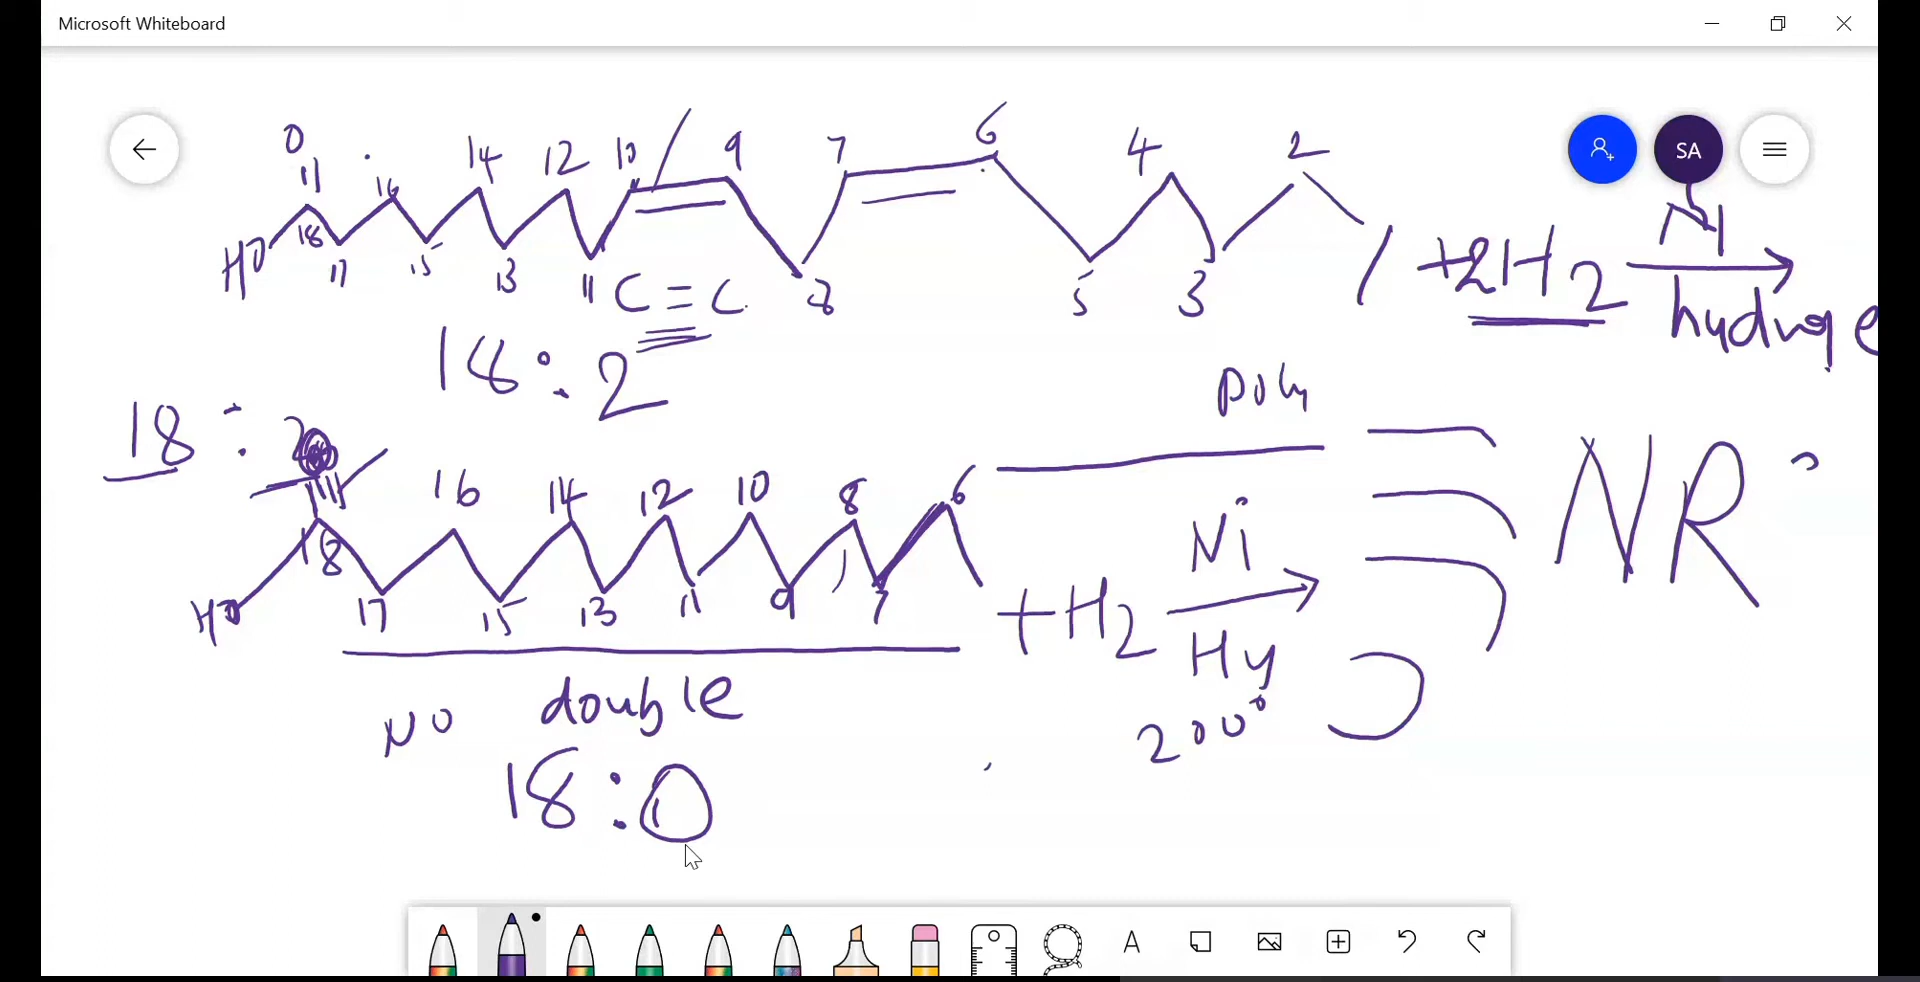 Microsoft Whiteboard
O 16 14 12 10 9 7 6 4 2
HO 18 17 15 13 11 8 5 3 1 + 2H2 Ni
C = C hydroge
18 : 2
poly
18 : 2
16 14 12 10 8 6 Ni NR
HO 18 17 15 13 11 9 7 + H2 Hy
NO double 200°
18 : 0
SA
A